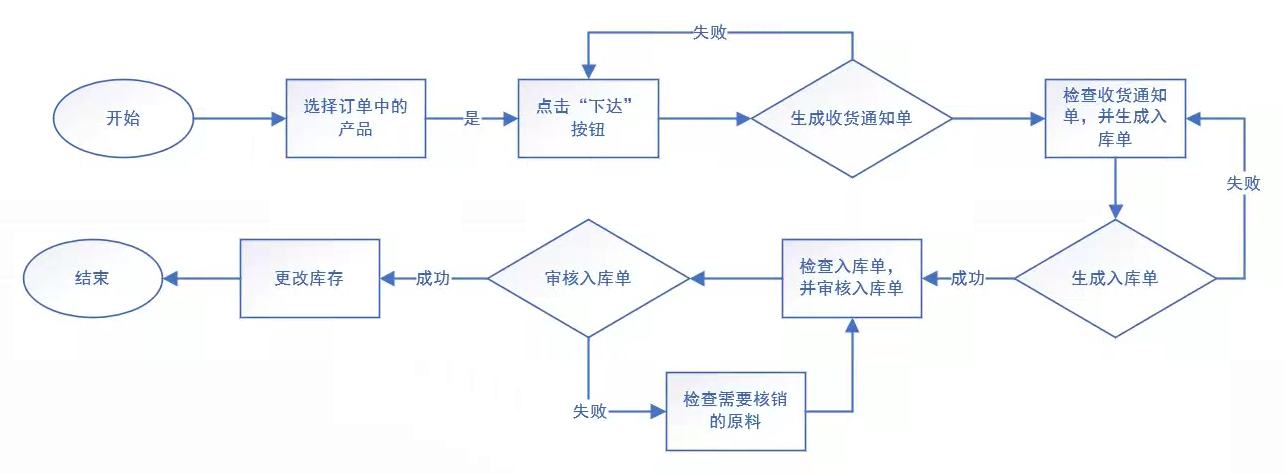 失败
开始
选择订单中的
产品
是
点击“下达”
按钮
生成收货通知单
检查收货通知
单，并生成入
库单
失败
结束
更改库存
成功
审核入库单
检查入库单，
并审核入库单
成功
生成入库单
失败
检查需要核销
的原料